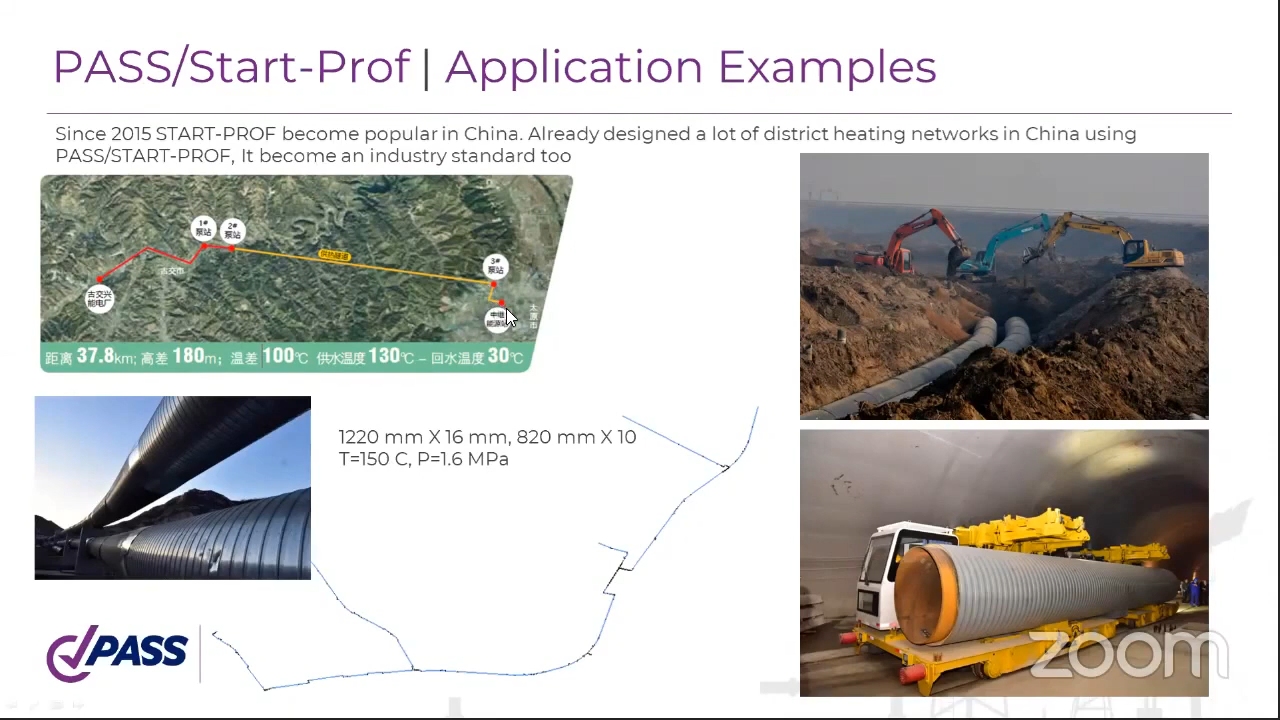 PASS/Start-Prof | Application Examples
Since 2015 START-PROF become popular in China. Already designed a lot of district heating networks in China using
PASS/START-PROF, It become an industry standard too
1#
泵站
2#
泵站
供热隧道
3#
泵站
古交市
古交兴
能电厂
中继
能源站
太原市
距离 37.8km; 高差 180m; 温差 100℃ 供水温度 130℃ – 回水温度 30℃
1220 mm X 16 mm, 820 mm X 10
T=150 C, P=1.6 MPa
PASS
zoom